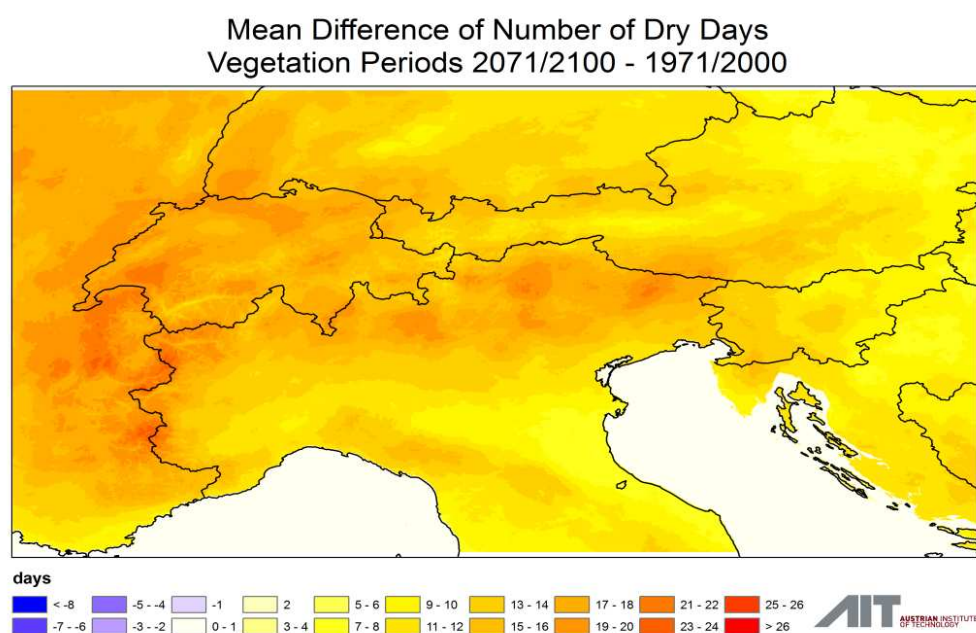 Mean Difference of Number of Dry Days
Vegetation Periods 2071/2100 - 1971/2000
days
< -8 -5 - -4 -1 2 5 - 6 9 - 10 13 - 14 17 - 18 21 - 22 25 - 26
-7 - -6 -3 - -2 0 - 1 3 - 4 7 - 8 11 - 12 15 - 16 19 - 20 23 - 24 > 26
AIT AUSTRIAN INSTITUTE
OF TECHNOLOGY